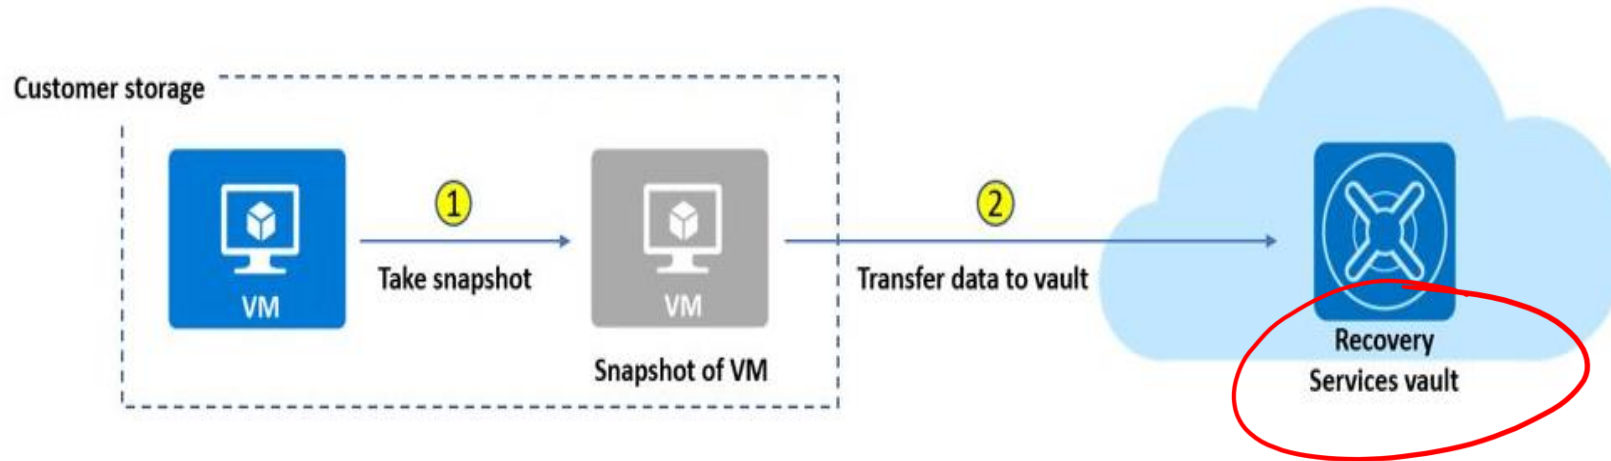 Customer storage
VM
1
Take snapshot
VM
Snapshot of VM
2
Transfer data to vault
Recovery
Services vault